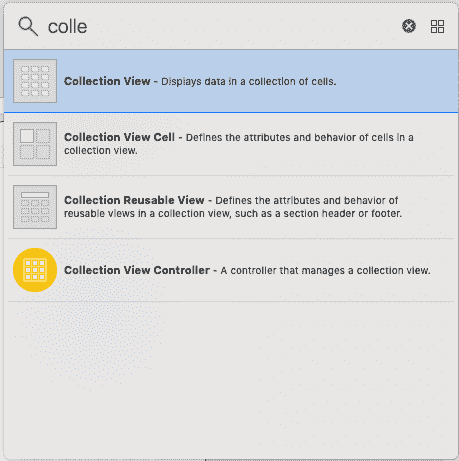 colle
Collection View - Displays data in a collection of cells.
Collection View Cell - Defines the attributes and behavior of cells in a
collection view.
Collection Reusable View - Defines the attributes and behavior of
reusable views in a collection view, such as a section header or footer.
Collection View Controller - A controller that manages a collection view.